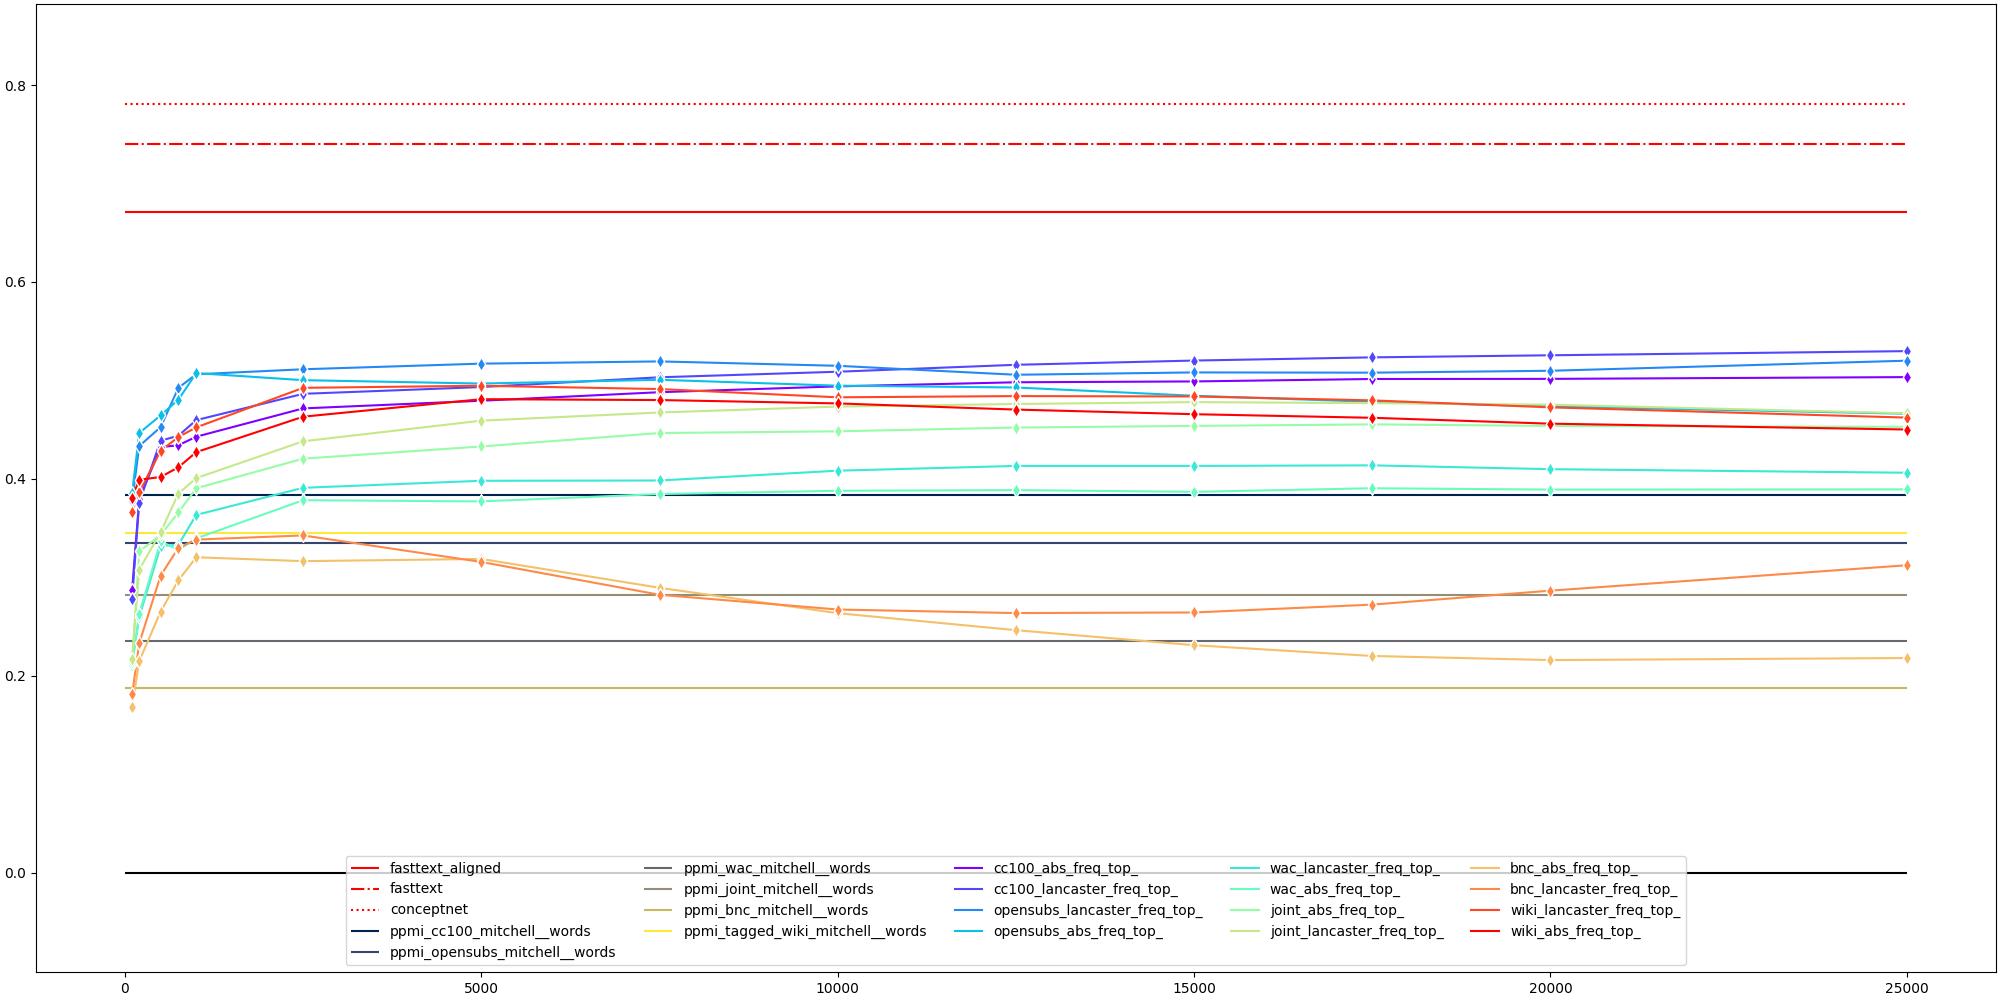 0.8
0.6
0.4
0.2
0.0
fasttext_aligned
fasttext
conceptnet
ppmi_cc100_mitchell__words
ppmi_opensubs_mitchell__words
ppmi_wac_mitchell__words
ppmi_joint_mitchell__words
ppmi_bnc_mitchell__words
ppmi_tagged_wiki_mitchell__words
cc100_abs_freq_top_
cc100_lancaster_freq_top_
opensubs_lancaster_freq_top_
opensubs_abs_freq_top_
wac_lancaster_freq_top_
wac_abs_freq_top_
joint_abs_freq_top_
joint_lancaster_freq_top_
bnc_abs_freq_top_
bnc_lancaster_freq_top_
wiki_lancaster_freq_top_
wiki_abs_freq_top_
0 5000 10000 15000 20000 25000